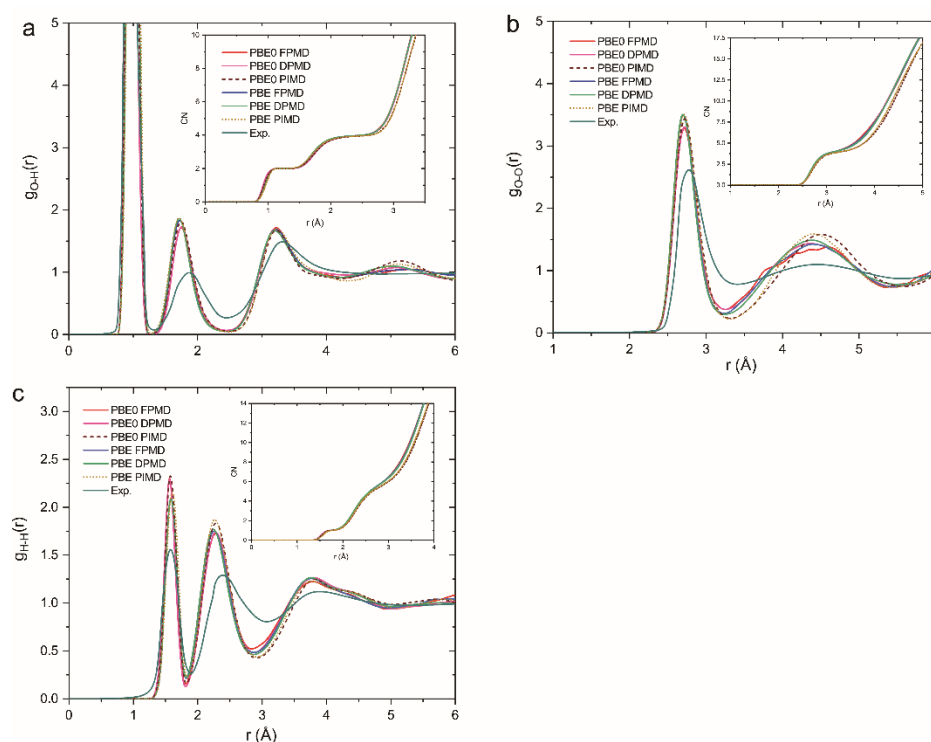 a
g_O-H(r)
5
4
3
2
1
0
0 1 2 3 4 5 6
r (Å)
PBE0 FPMD
PBE0 DPMD
PBE0 PIMD
PBE FPMD
PBE DPMD
PBE PIMD
Exp.
CN
10
8
6
4
2
0
0 1 2 3
r (Å)
b
g_O-O(r)
5
4
3
2
1
0
1 2 3 4 5
r (Å)
PBE0 FPMD
PBE0 DPMD
PBE0 PIMD
PBE FPMD
PBE DPMD
PBE PIMD
Exp.
CN
17.5
15.0
12.5
10.0
7.5
5.0
2.5
0.0
1 2 3 4 5
r (Å)
c
g_H-H(r)
3.0
2.5
2.0
1.5
1.0
0.5
0.0
0 1 2 3 4 5 6
r (Å)
PBE0 FPMD
PBE0 DPMD
PBE0 PIMD
PBE FPMD
PBE DPMD
PBE PIMD
Exp.
CN
14
12
10
8
6
4
2
0
0 1 2 3 4
r (Å)